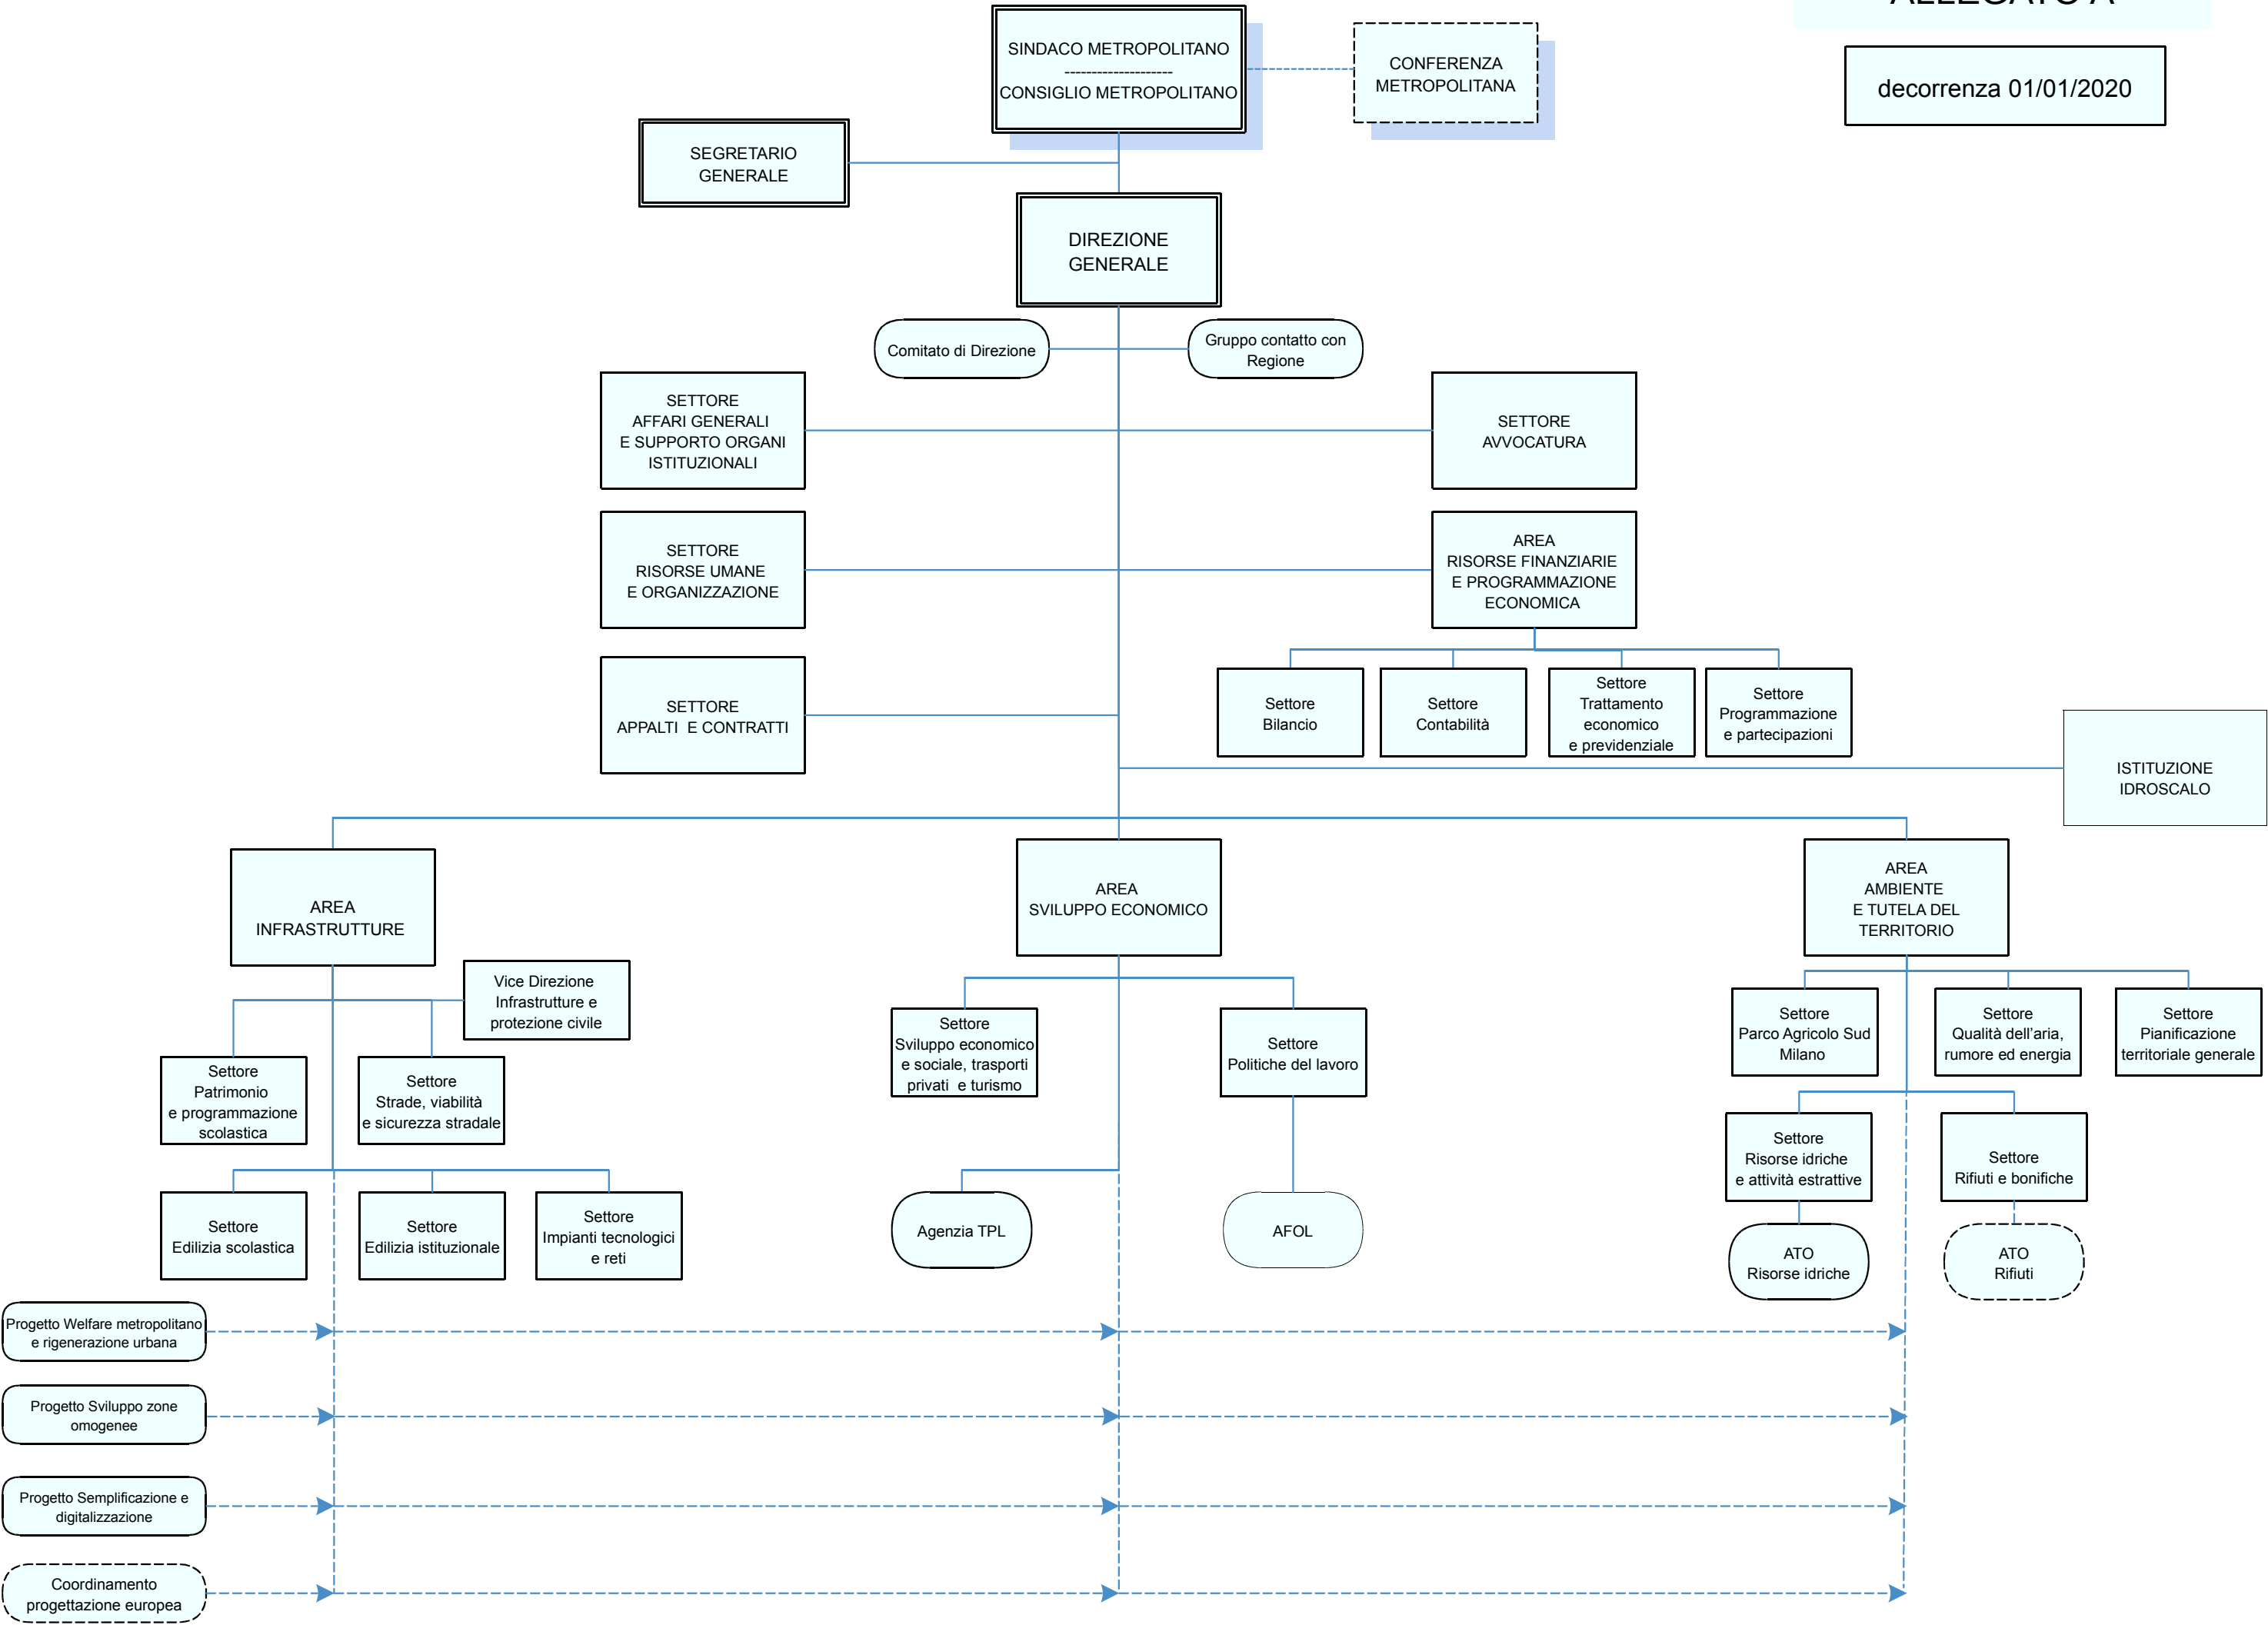 ALLEGATO A
decorrenza 01/01/2020
SINDACO METROPOLITANO
--------------------
CONSIGLIO METROPOLITANO
CONFERENZA
METROPOLITANA
SEGRETARIO
GENERALE
DIREZIONE
GENERALE
Comitato di Direzione
Gruppo contatto con
Regione
SETTORE
AFFARI GENERALI
E SUPPORTO ORGANI
ISTITUZIONALI
SETTORE
AVVOCATURA
SETTORE
RISORSE UMANE
E ORGANIZZAZIONE
AREA
RISORSE FINANZIARIE
E PROGRAMMAZIONE
ECONOMICA
SETTORE
APPALTI E CONTRATTI
Settore
Bilancio
Settore
Contabilità
Settore
Trattamento
economico
e previdenziale
Settore
Programmazione
e partecipazioni
ISTITUZIONE
IDROSCALO
AREA
INFRASTRUTTURE
AREA
SVILUPPO ECONOMICO
AREA
AMBIENTE
E TUTELA DEL
TERRITORIO
Vice Direzione
Infrastrutture e
protezione civile
Settore
Patrimonio
e programmazione
scolastica
Settore
Strade, viabilità
e sicurezza stradale
Settore
Sviluppo economico
e sociale, trasporti
privati e turismo
Settore
Politiche del lavoro
Settore
Parco Agricolo Sud
Milano
Settore
Qualità dell'aria,
rumore ed energia
Settore
Pianificazione
territoriale generale
Settore
Risorse idriche
e attività estrattive
Settore
Rifiuti e bonifiche
Settore
Edilizia scolastica
Settore
Edilizia istituzionale
Settore
Impianti tecnologici
e reti
Agenzia TPL
AFOL
ATO
Risorse idriche
ATO
Rifiuti
Progetto Welfare metropolitano
e rigenerazione urbana
Progetto Sviluppo zone
omogenee
Progetto Semplificazione e
digitalizzazione
Coordinamento
progettazione europea